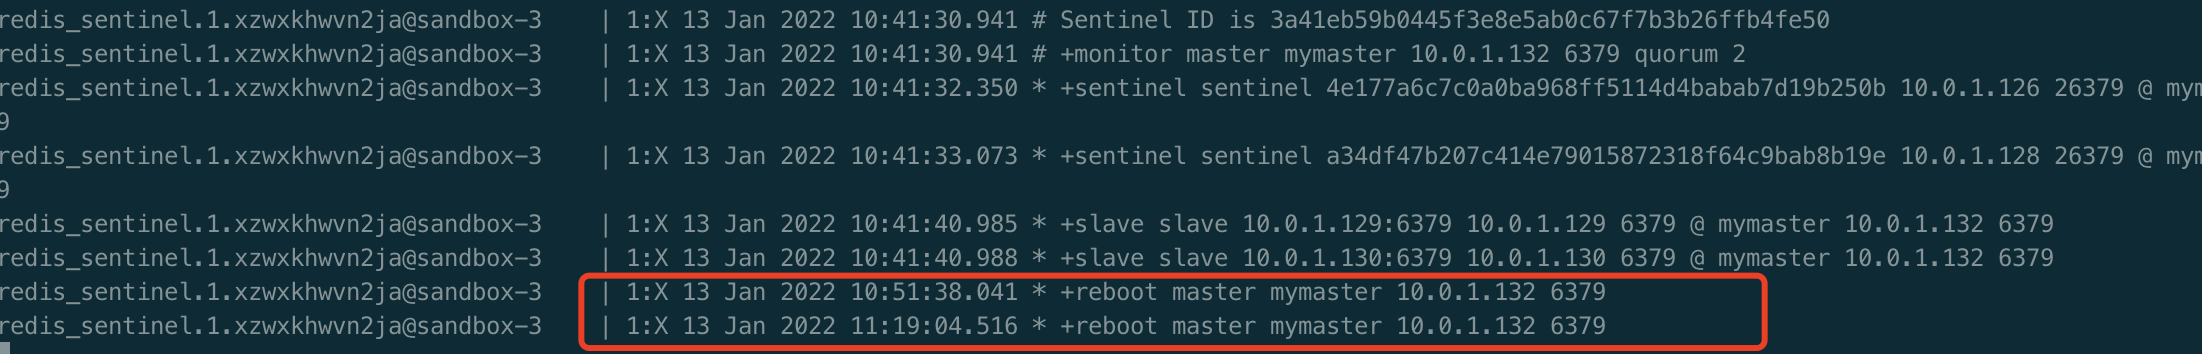 redis_sentinel.1.xzwxkhwvn2ja@sandbox-3    | 1:X 13 Jan 2022 10:41:30.941 # Sentinel ID is 3a41eb59b0445f3e8e5ab0c67f7b3b26ffb4fe50
redis_sentinel.1.xzwxkhwvn2ja@sandbox-3    | 1:X 13 Jan 2022 10:41:30.941 # +monitor master mymaster 10.0.1.132 6379 quorum 2
redis_sentinel.1.xzwxkhwvn2ja@sandbox-3    | 1:X 13 Jan 2022 10:41:32.350 * +sentinel sentinel 4e177a6c7c0a0ba968ff5114d4babab7d19b250b 10.0.1.126 26379 @ mym
9
redis_sentinel.1.xzwxkhwvn2ja@sandbox-3    | 1:X 13 Jan 2022 10:41:33.073 * +sentinel sentinel a34df47b207c414e79015872318f64c9bab8b19e 10.0.1.128 26379 @ mym
9
redis_sentinel.1.xzwxkhwvn2ja@sandbox-3    | 1:X 13 Jan 2022 10:41:40.985 * +slave slave 10.0.1.129:6379 10.0.1.129 6379 @ mymaster 10.0.1.132 6379
redis_sentinel.1.xzwxkhwvn2ja@sandbox-3    | 1:X 13 Jan 2022 10:41:40.988 * +slave slave 10.0.1.130:6379 10.0.1.130 6379 @ mymaster 10.0.1.132 6379
redis_sentinel.1.xzwxkhwvn2ja@sandbox-3    | 1:X 13 Jan 2022 10:51:38.041 * +reboot master mymaster 10.0.1.132 6379
redis_sentinel.1.xzwxkhwvn2ja@sandbox-3    | 1:X 13 Jan 2022 11:19:04.516 * +reboot master mymaster 10.0.1.132 6379